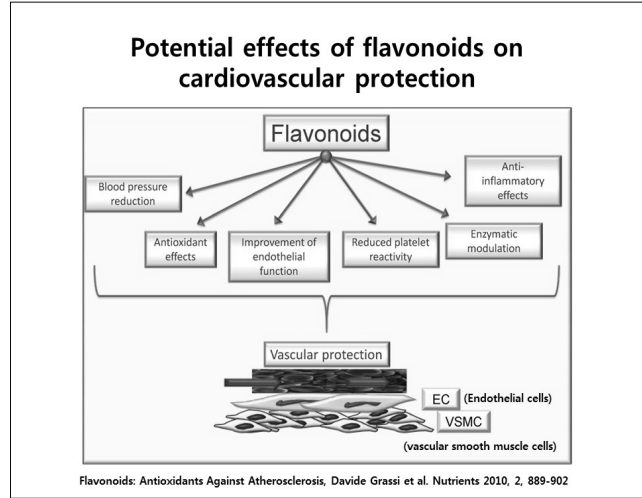 Potential effects of flavonoids on
cardiovascular protection
Flavonoids
Blood pressure
reduction
Antioxidant
effects
Improvement of
endothelial
function
Reduced platelet
reactivity
Enzymatic
modulation
Anti-
inflammatory
effects
Vascular protection
EC
(Endothelial cells)
VSMC
(vascular smooth muscle cells)
Flavonoids: Antioxidants Against Atherosclerosis, Davide Grassi et al. Nutrients 2010, 2, 889-902